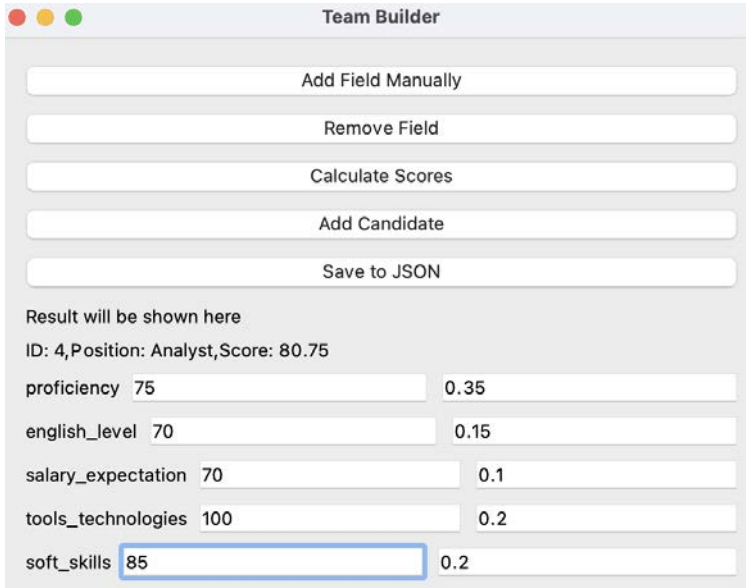 Team Builder
Add Field Manually
Remove Field
Calculate Scores
Add Candidate
Save to JSON
Result will be shown here
ID: 4,Position: Analyst,Score: 80.75
proficiency 75 0.35
english_level 70 0.15
salary_expectation 70 0.1
tools_technologies 100 0.2
soft_skills 85 0.2